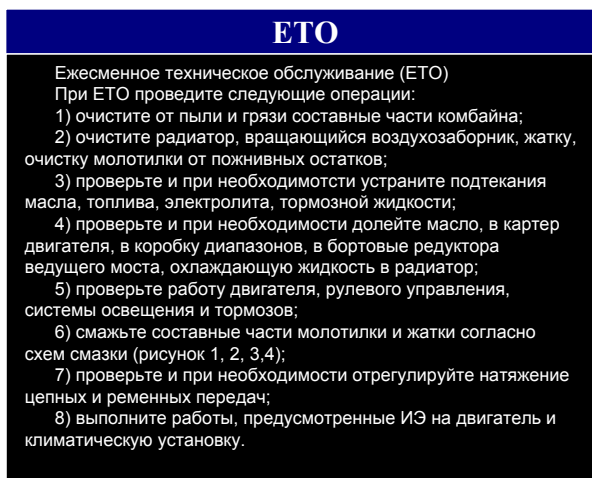 ЕТО
Ежесменное техническое обслуживание (ЕТО)
При ЕТО проведите следующие операции:
1) очистите от пыли и грязи составные части комбайна;
2) очистите радиатор, вращающийся воздухозаборник, жатку,
очистку молотилки от пожнивных остатков;
3) проверьте и при необходимотсти устраните подтекания
масла, топлива, электролита, тормозной жидкости;
4) проверьте и при необходимости долейте масло, в картер
двигателя, в коробку диапазонов, в бортовые редуктора
ведущего моста, охлаждающую жидкость в радиатор;
5) проверьте работу двигателя, рулевого управления,
системы освещения и тормозов;
6) смажьте составные части молотилки и жатки согласно
схем смазки (рисунок 1, 2, 3,4);
7) проверьте и при необходимости отрегулируйте натяжение
цепных и ременных передач;
8) выполните работы, предусмотренные ИЭ на двигатель и
климатическую установку.